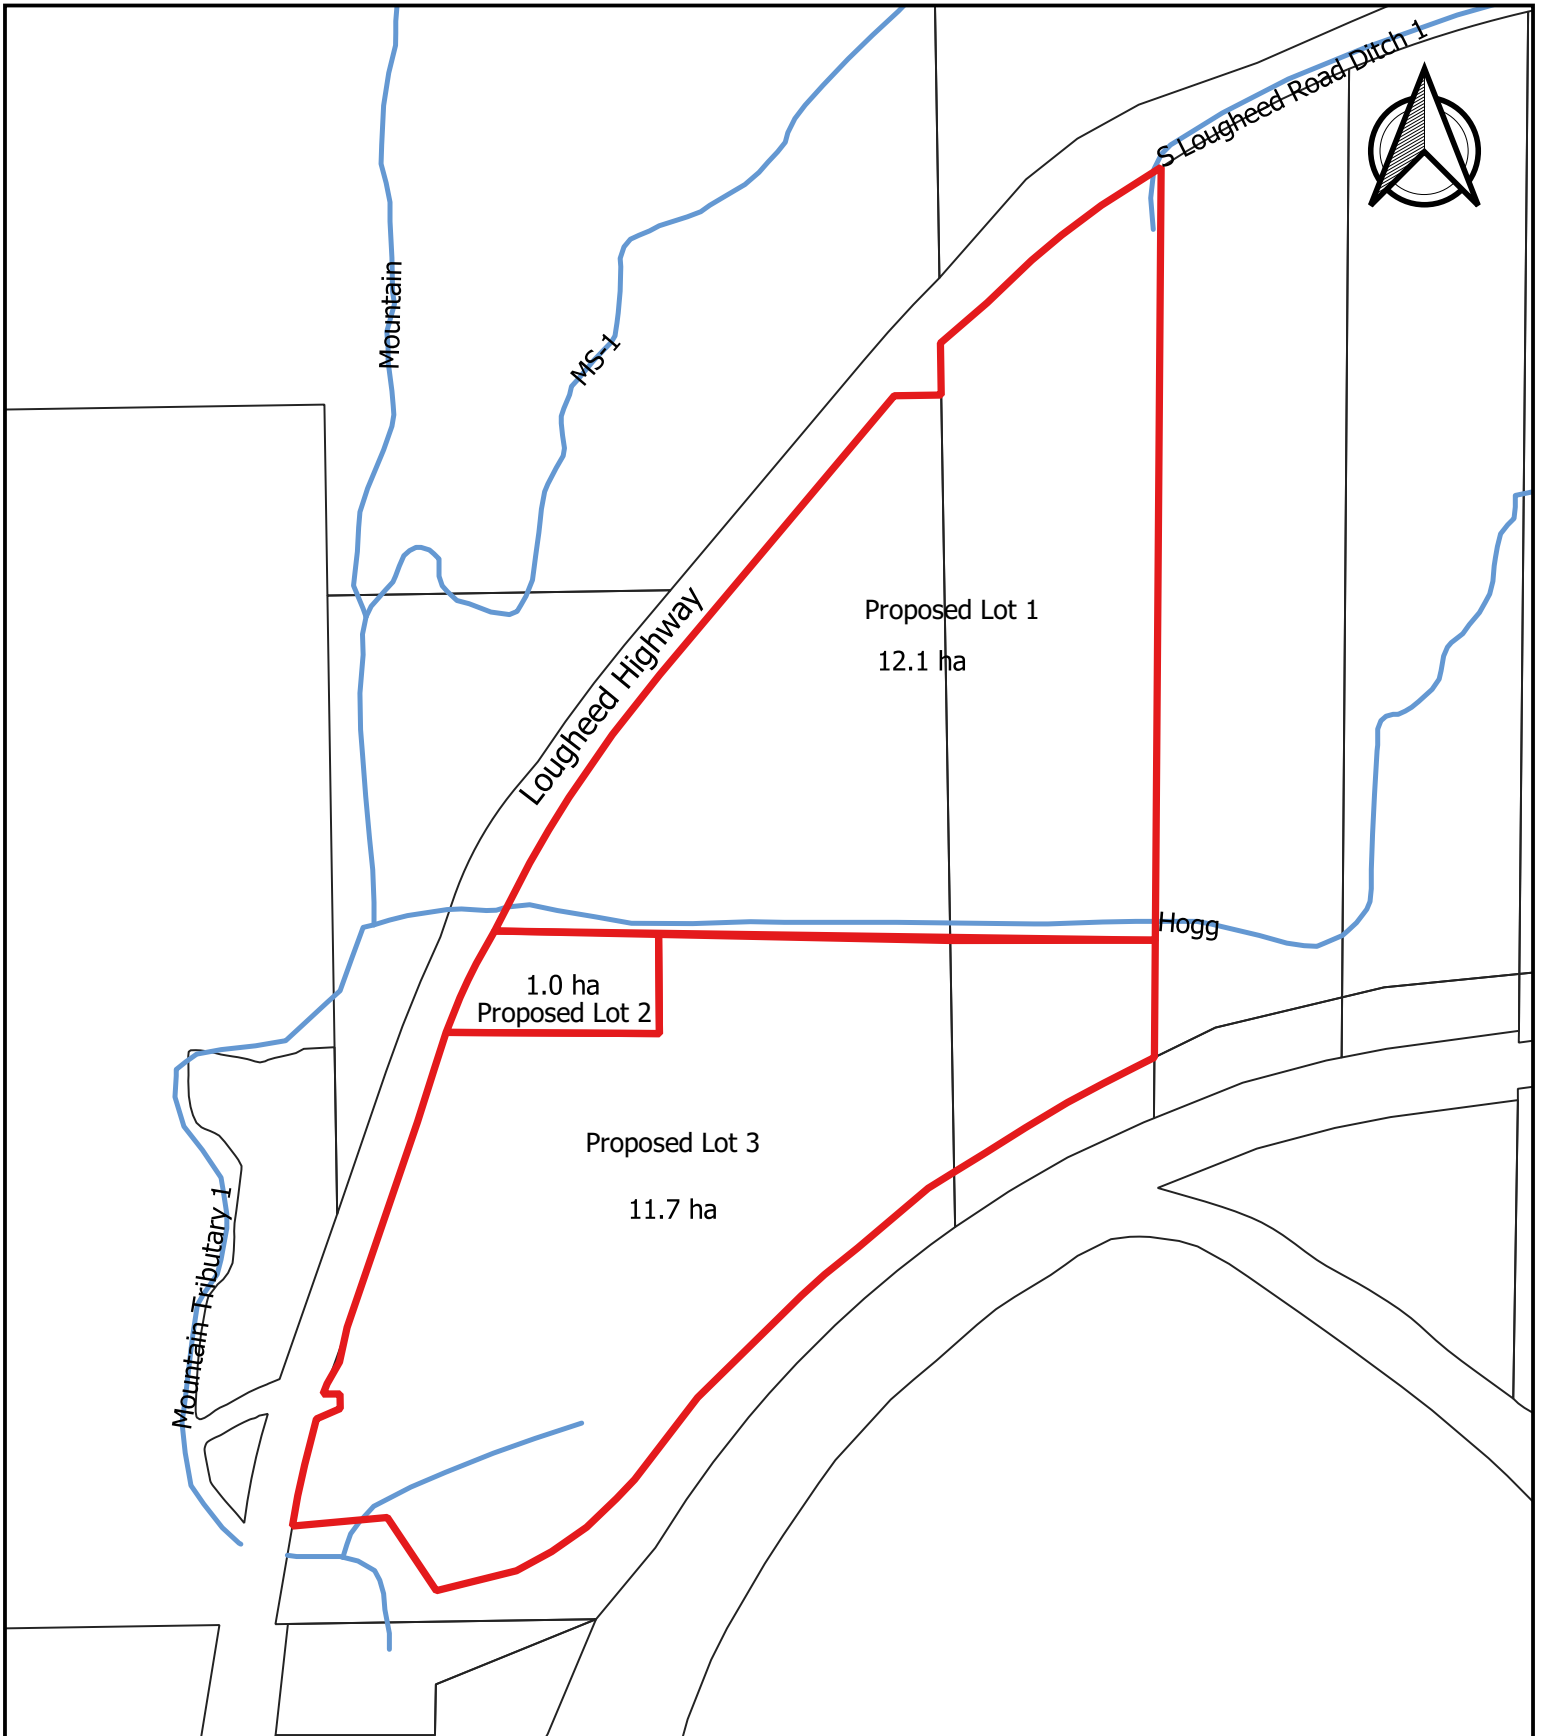 S Lougheed Road Ditch 1
Mountain
MS-1
Lougheed Highway
Proposed Lot 1
12.1 ha
Hogg
1.0 ha
Proposed Lot 2
Proposed Lot 3
11.7 ha
Mountain Tributary 1